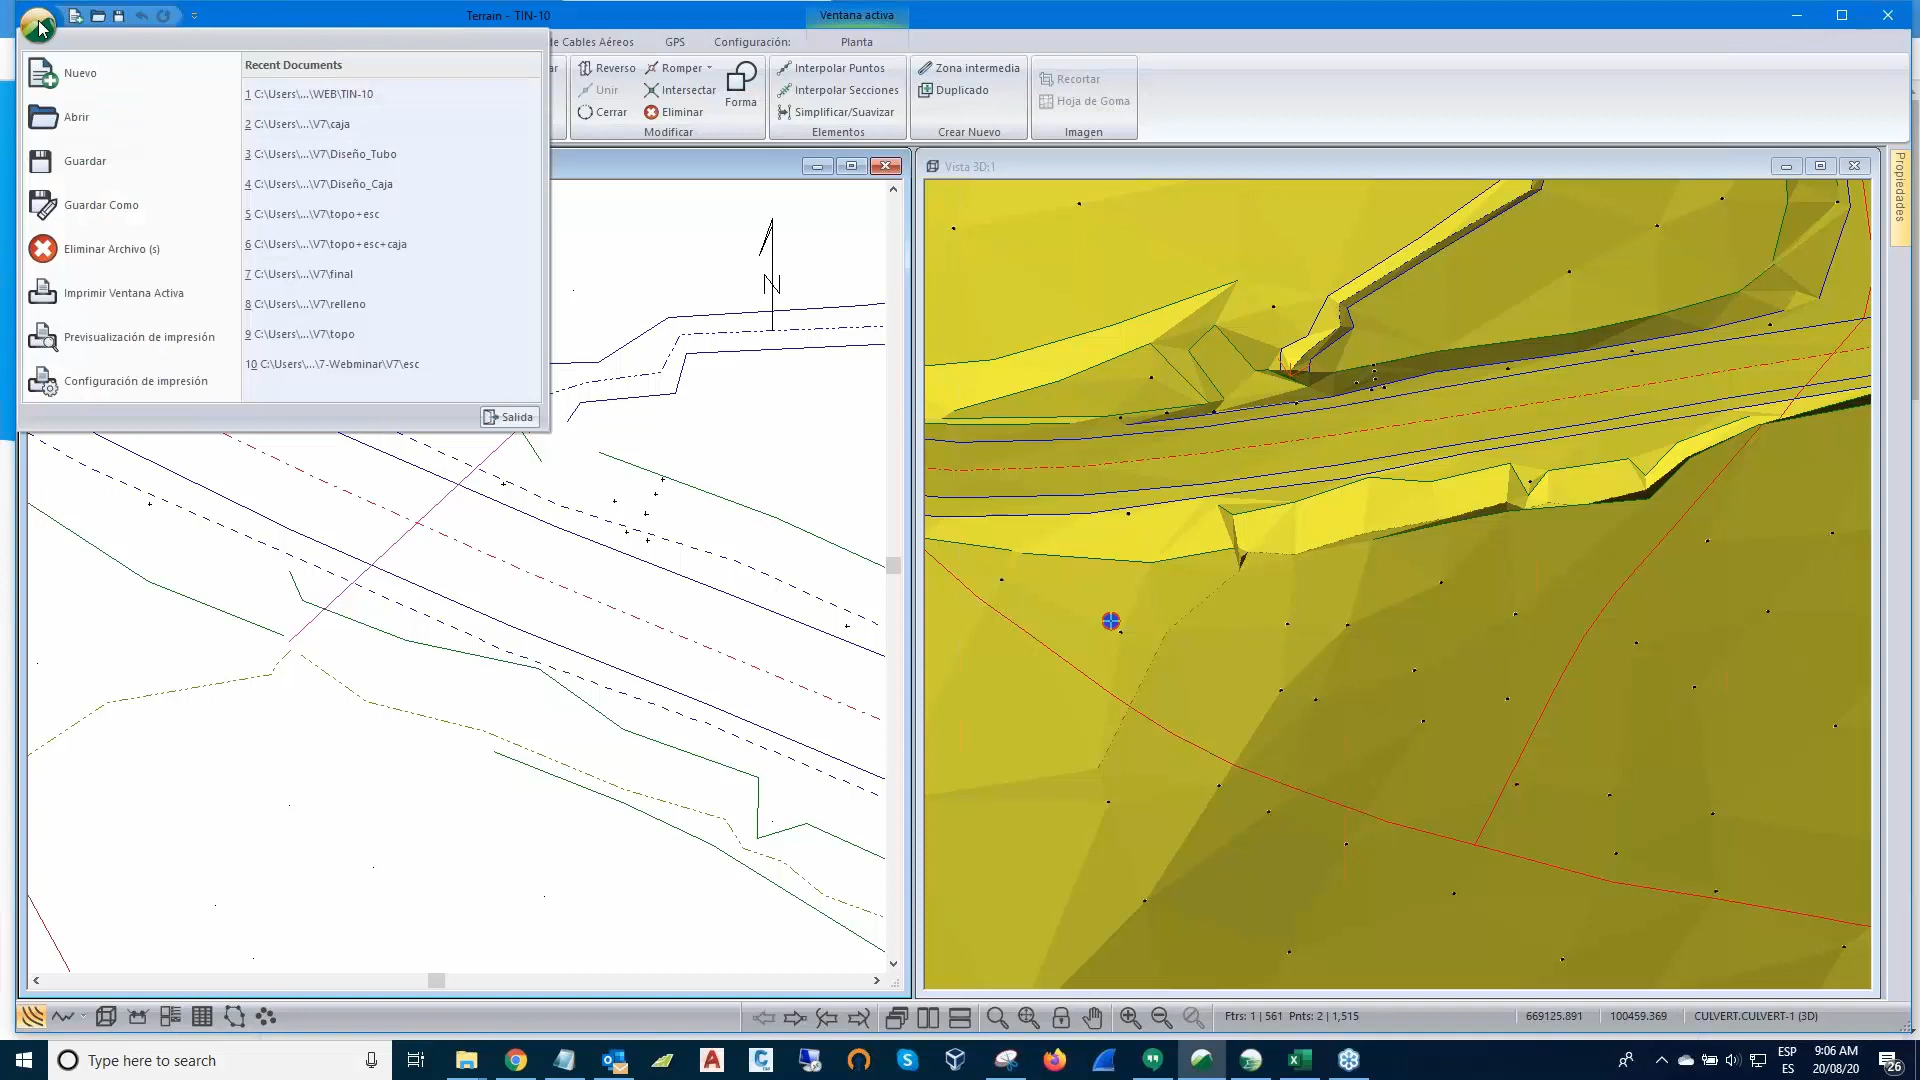 Terrain - TIN-10
Ventana activa
de Cables Aéreos
GPS
Configuración:
Planta
Nuevo
Abrir
Guardar
Guardar Como
Eliminar Archivo (s)
Imprimir Ventana Activa
Previsualización de impresión
Configuración de impresión
Recent Documents
1 C:\Users\...\WEB\TIN-10
2 C:\Users\...\V7\caja
3 C:\Users\...\V7\Diseño_Tubo
4 C:\Users\...\V7\Diseño_Caja
5 C:\Users\...\V7\topo+esc
6 C:\Users\...\V7\topo+esc+caja
7 C:\Users\...\V7\final
8 C:\Users\...\V7\relleno
9 C:\Users\...\V7\topo
10 C:\Users\...\7-Webminar\V7\esc
Salida
ar
Reverso
Romper
Unir
Intersectar
Cerrar
Eliminar
Forma
Modificar
Interpolar Puntos
Interpolar Secciones
Simplificar/Suavizar
Elementos
Zona intermedia
Duplicado
Crear Nuevo
Recortar
Hoja de Goma
Imagen
Vista 3D:1
Propiedades
N
Ftrs: 1 | 561 Pnts: 2 | 1,515
669125.891
100459.369
CULVERT.CULVERT-1 (3D)
Type here to search
ESP
ES
9:06 AM
20/08/20
26